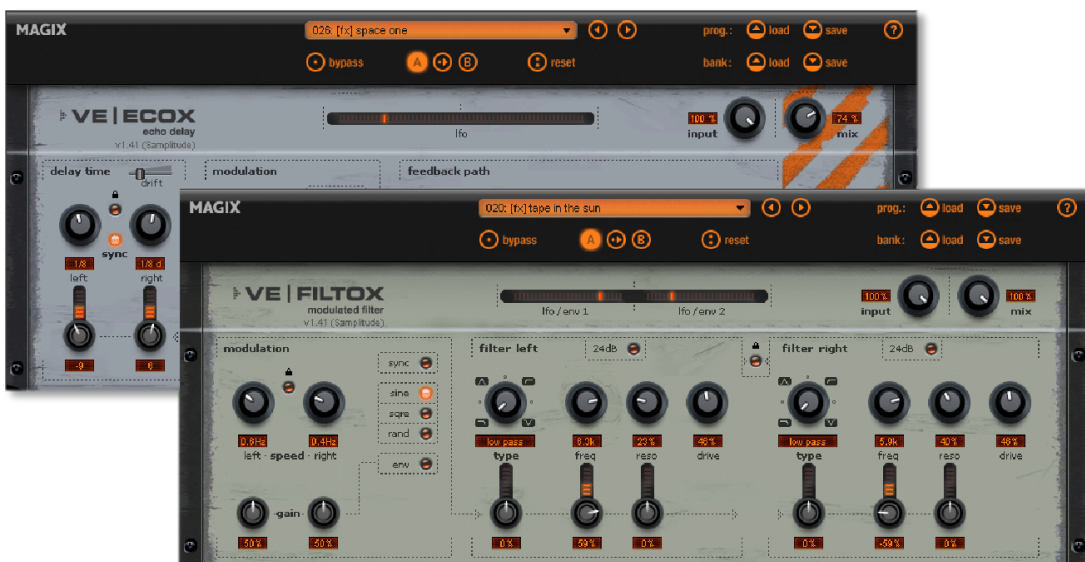 MAGIX
026: [fx] space one
prog.: load save ?
bypass A B reset
bank: load save
VE | ECOX
echo delay
v1.41 (Samplitude)
lfo
100 % 74 %
input mix
delay time modulation feedback path
drift
sync
1/8 1/8 d
left right
-9 6
MAGIX
020: [fx] tape in the sun
prog.: load save ?
bypass A B reset
bank: load save
VE | FILTOX
modulated filter
v1.41 (Samplitude)
lfo / env 1 lfo / env 2
100 % 100 %
input mix
modulation filter left 24dB filter right 24dB
sync
sine
sqre
rand
0.6Hz 0.4Hz low pass 6.3k 23 % 46 % low pass 5.9k 40 % 46 %
left - speed - right type freq reso drive type freq reso drive
env
gain
50 % 50 % 0 % 59 % 0 % 0 % -59 % 0 %